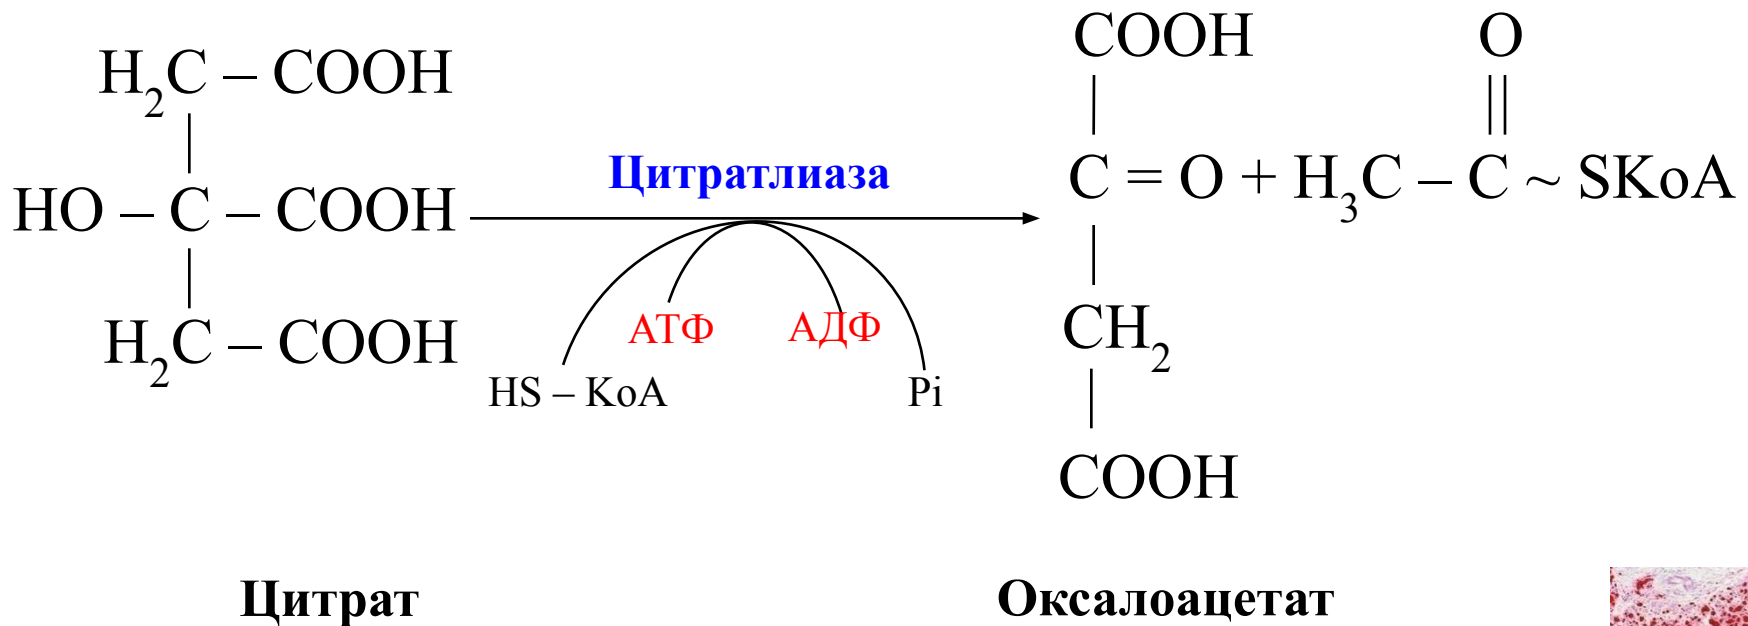 H₂C – COOH
HO – C – COOH
H₂C – COOH
Цитратлиаза
АТФ
АДФ
HS – KoA
Pi
COOH
O
C = O + H₃C – C ~ SKoA
CH₂
COOH
Цитрат
Оксалоацетат